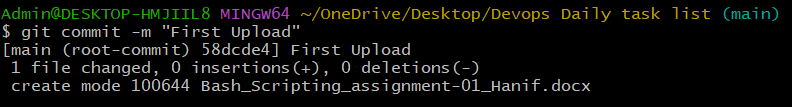 Admin@DESKTOP-HMJIIL8 MINGW64 ~/OneDrive/Desktop/Devops Daily task list (main)
$ git commit -m "First Upload"
[main (root-commit) 58dcde4] First Upload
 1 file changed, 0 insertions(+), 0 deletions(-)
 create mode 100644 Bash_Scripting_assignment-01_Hanif.docx